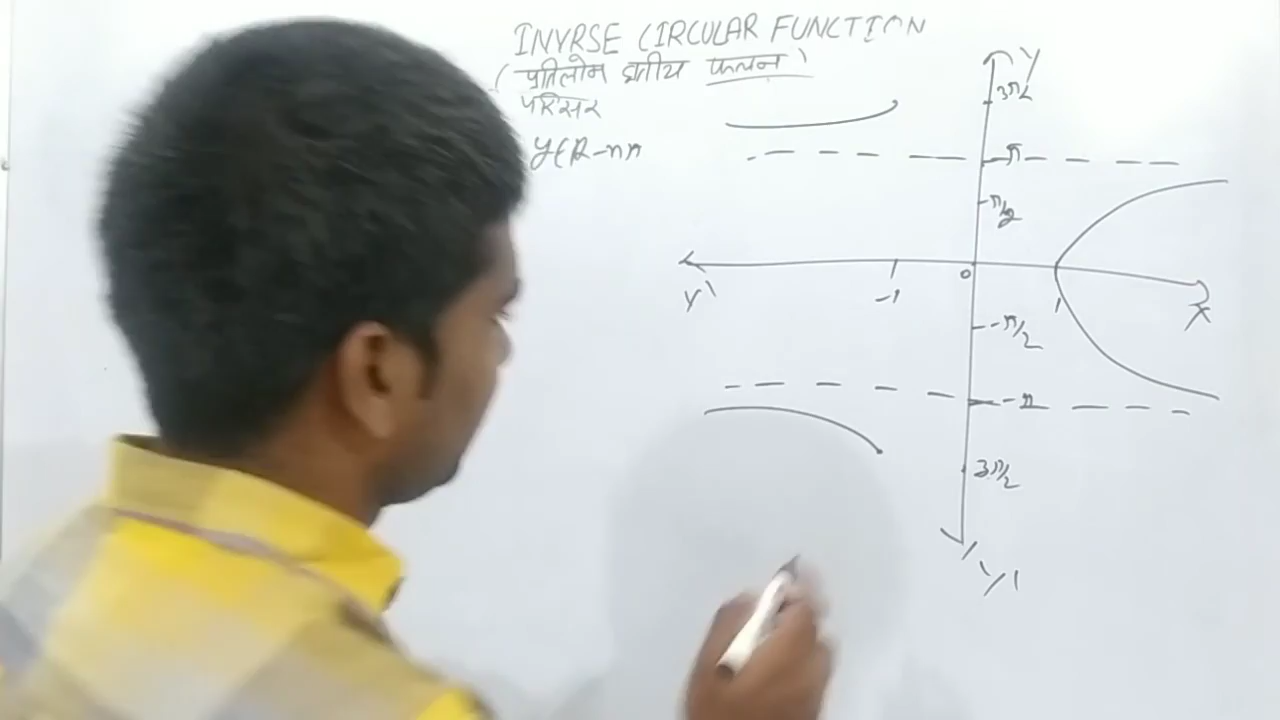 INVRSE CIRCULAR FUNCTION
(प्रतिलोम वृतीय फलन)
परिसर
y∈R-nπ
Y
3π/2
π
π/2
0
-1
1
X
-π/2
-π
3π/2
Y'